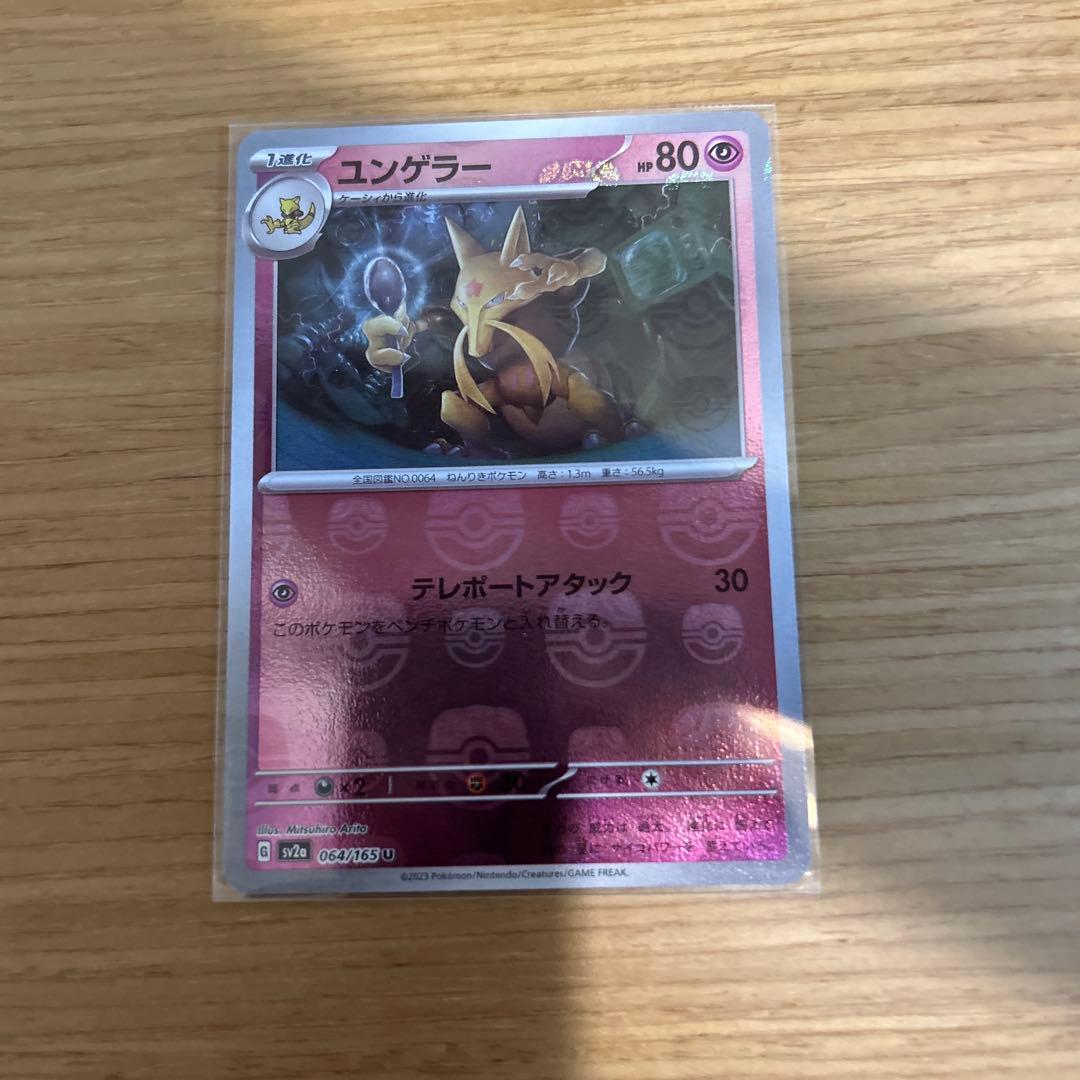 1進化
ユンゲラー
HP80
ケーシィから進化
全国図鑑NO.0064 ねんりきポケモン 高さ：1.3m 重さ：56.5kg
テレポートアタック 30
このポケモンをベンチポケモンと入れ替える。
弱点 ×2
Illus. Mitsuhiro Arita
G sv2a 064/165 U
©2023 Pokémon/Nintendo/Creatures/GAME FREAK.